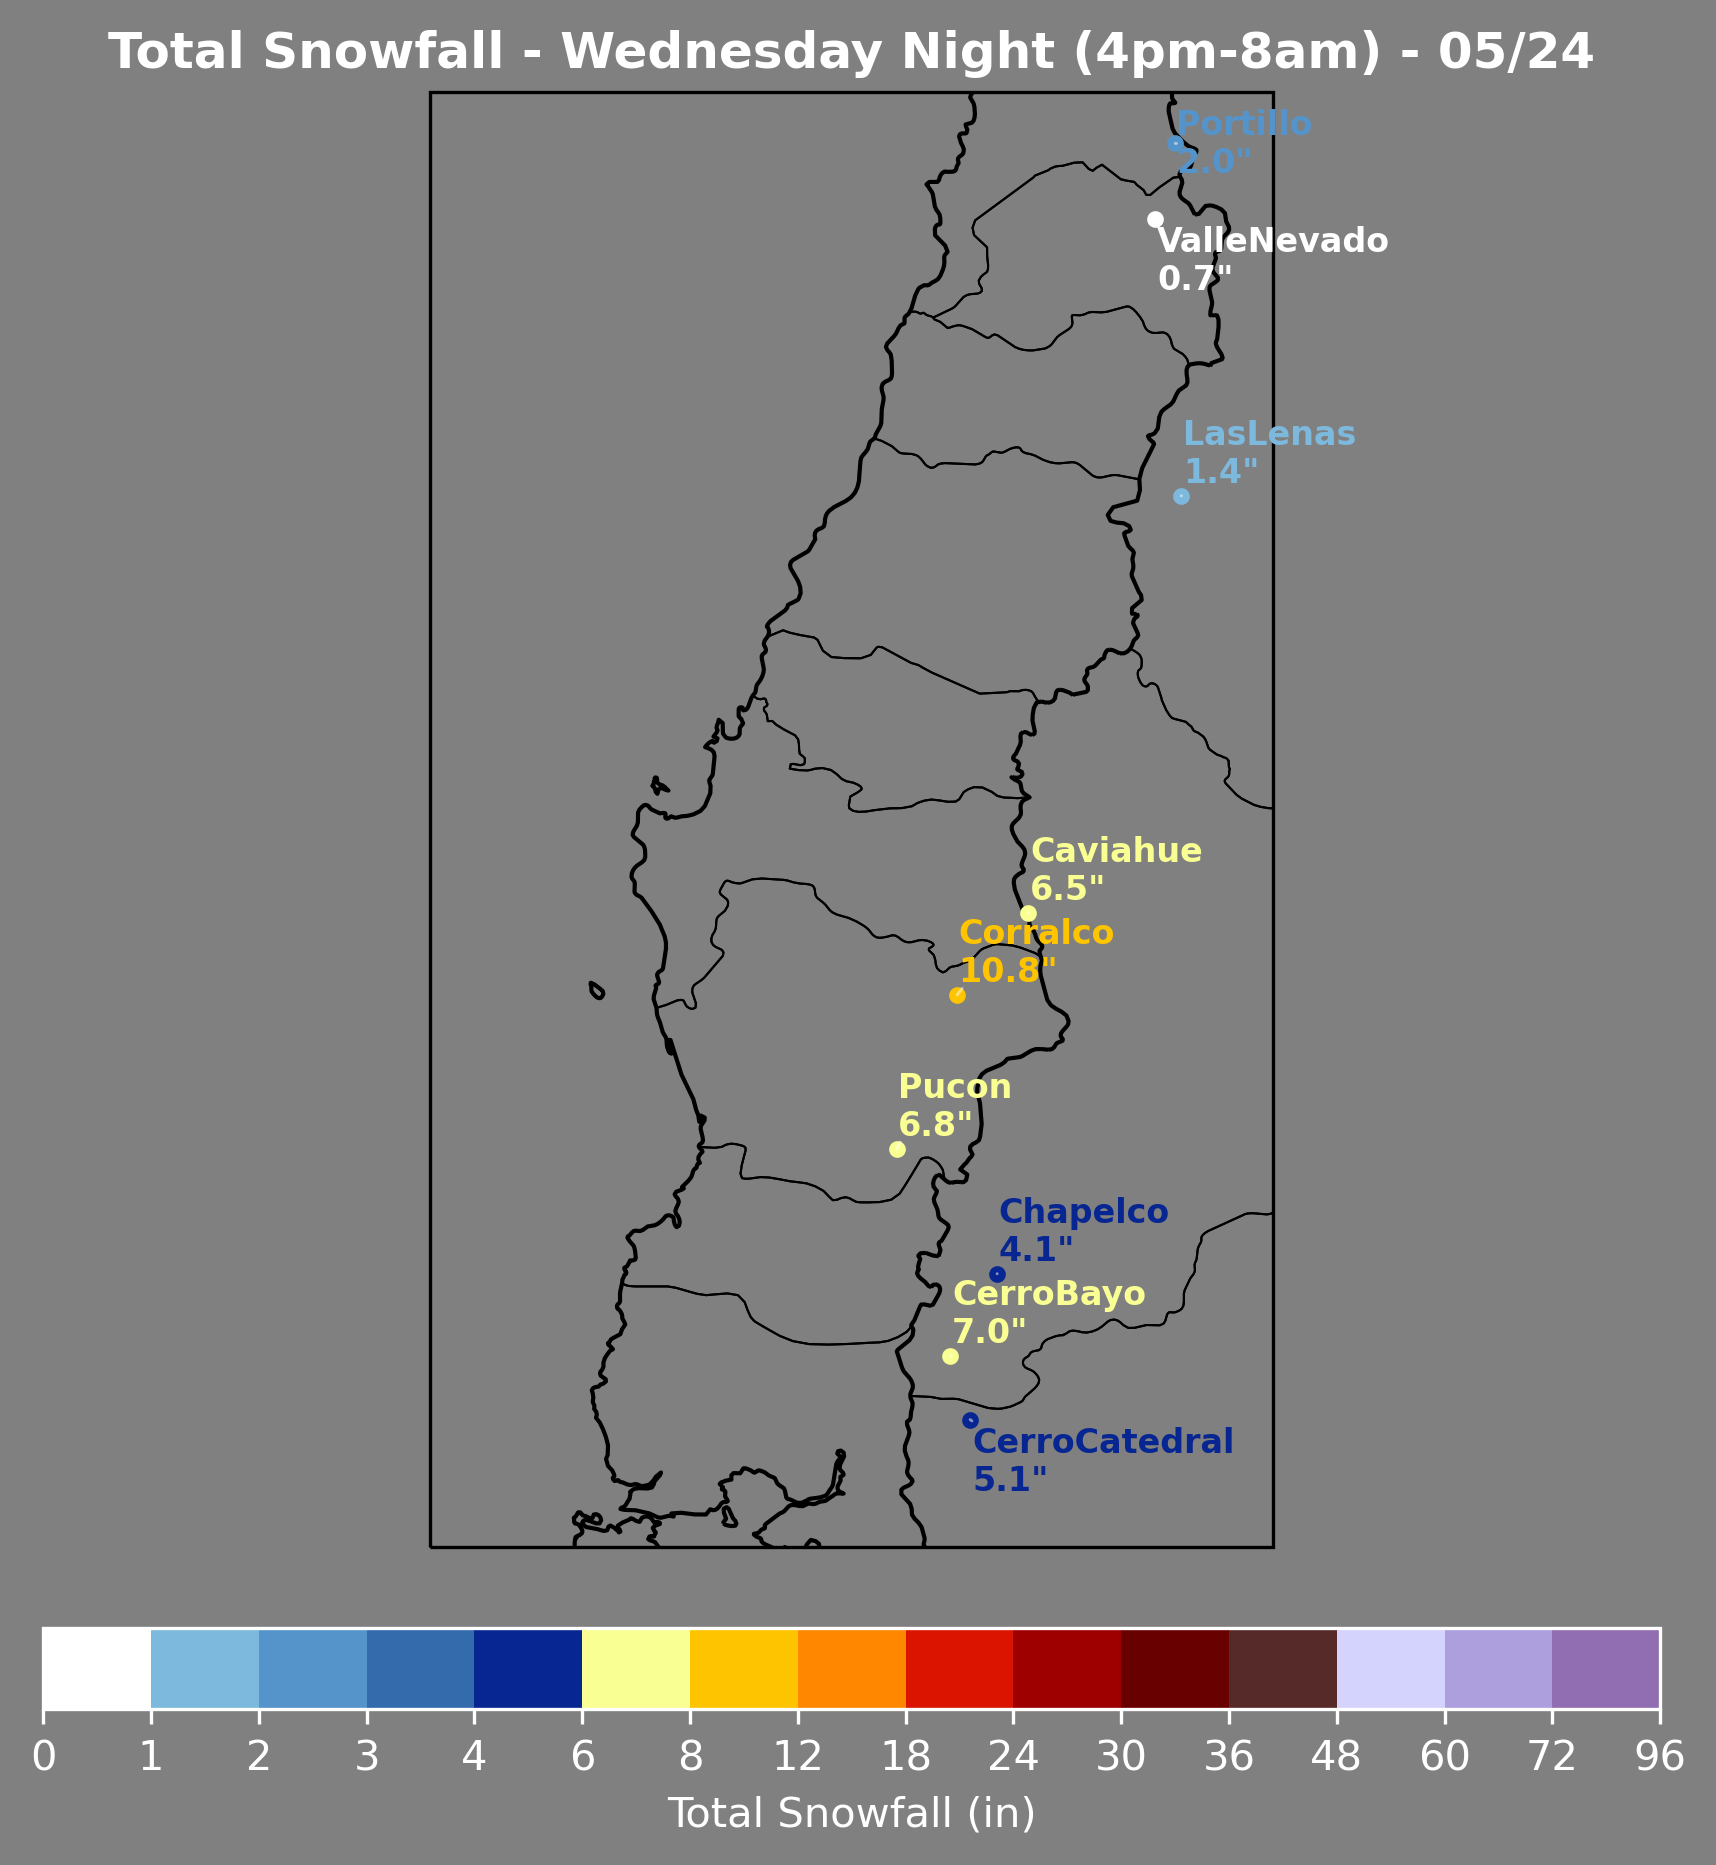 Total Snowfall - Wednesday Night (4pm-8am) - 05/24
Portillo
2.0"
ValleNevado
0.7"
LasLenas
1.4"
Caviahue
6.5"
Corralco
10.8"
Pucon
6.8"
Chapelco
4.1"
CerroBayo
7.0"
CerroCatedral
5.1"
0 1 2 3 4 6 8 12 18 24 30 36 48 60 72 96
Total Snowfall (in)